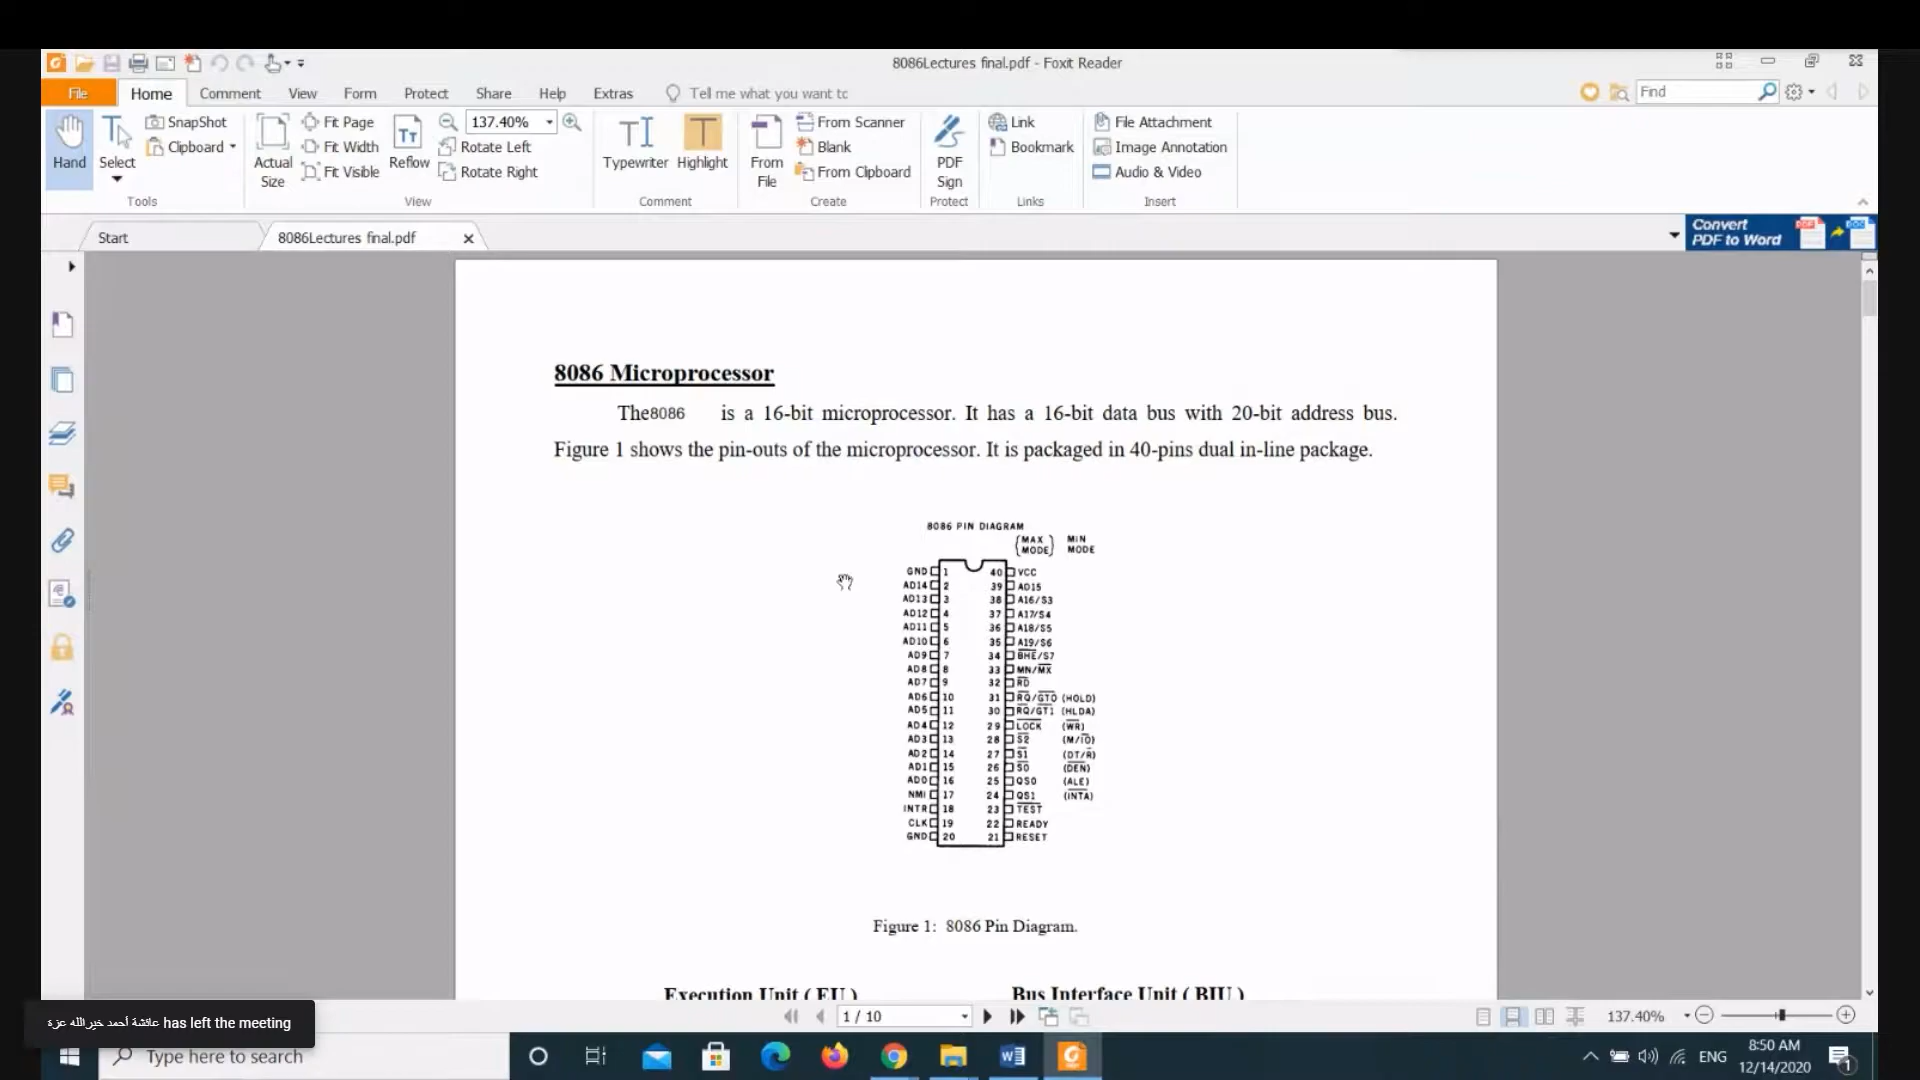 8086Lectures final.pdf - Foxit Reader
File Home Comment View Form Protect Share Help Extras Tell me what you want tc Find
Hand
Select
SnapShot
Clipboard
Tools
Actual Size
Fit Page
Fit Width
Fit Visible
Reflow
137.40%
Rotate Left
Rotate Right
View
Typewriter
Highlight
Comment
From File
From Scanner
Blank
From Clipboard
Create
PDF Sign
Protect
Link
Bookmark
Links
File Attachment
Image Annotation
Audio & Video
Insert
Start
8086Lectures final.pdf
Convert
PDF to Word
8086 Microprocessor
The8086 is a 16-bit microprocessor. It has a 16-bit data bus with 20-bit address bus.
Figure 1 shows the pin-outs of the microprocessor. It is packaged in 40-pins dual in-line package.
8086 PIN DIAGRAM
(MAX MODE) MIN MODE
GND 1 40 VCC
AD14 2 39 AD15
AD13 3 38 A16/S3
AD12 4 37 A17/S4
AD11 5 36 A18/S5
AD10 6 35 A19/S6
AD9 7 34 BHE/S7
AD8 8 33 MN/MX
AD7 9 32 RD
AD6 10 31 RQ/GT0 (HOLD)
AD5 11 30 RQ/GT1 (HLDA)
AD4 12 29 LOCK (WR)
AD3 13 28 S2 (M/IO)
AD2 14 27 S1 (DT/R)
AD1 15 26 S0 (DEN)
AD0 16 25 QS0 (ALE)
NMI 17 24 QS1 (INTA)
INTR 18 23 TEST
CLK 19 22 READY
GND 20 21 RESET
Figure 1: 8086 Pin Diagram.
Execution Unit ( EU ) Bus Interface Unit ( BIU )
1 / 10
137.40%
عائشة أحمد خيرالله عزة has left the meeting
Type here to search
ENG
8:50 AM
12/14/2020
1